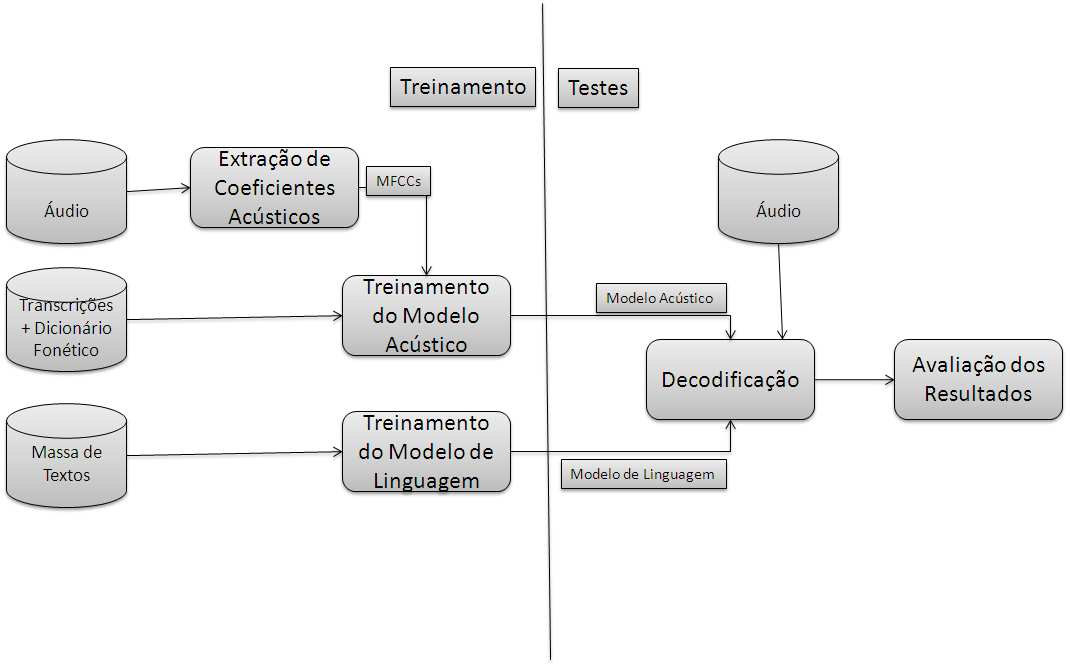 Treinamento
Testes
Áudio
Extração de
Coeficientes
Acústicos
MFCCs
Áudio
Transcrições
+ Dicionário
Fonético
Treinamento
do Modelo
Acústico
Modelo Acústico
Decodificação
Avaliação dos
Resultados
Massa de
Textos
Treinamento
do Modelo de
Linguagem
Modelo de Linguagem